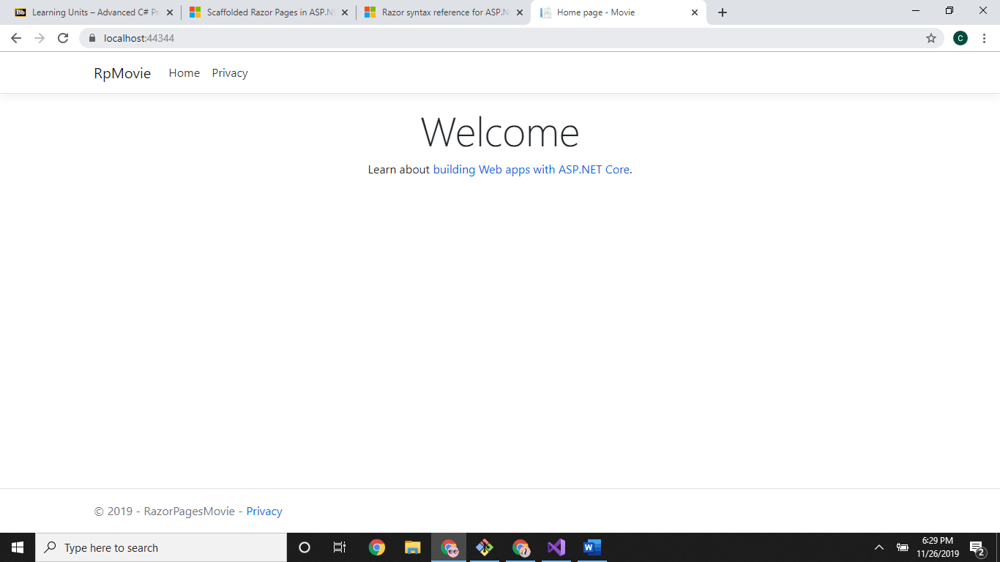 Bb Learning Units – Advanced C# Pr
Scaffolded Razor Pages in ASP.NE
Razor syntax reference for ASP.N
Home page - Movie
localhost:44344
C
RpMovie Home Privacy
Welcome
Learn about building Web apps with ASP.NET Core.
© 2019 - RazorPagesMovie - Privacy
Type here to search
6:29 PM
11/26/2019
2